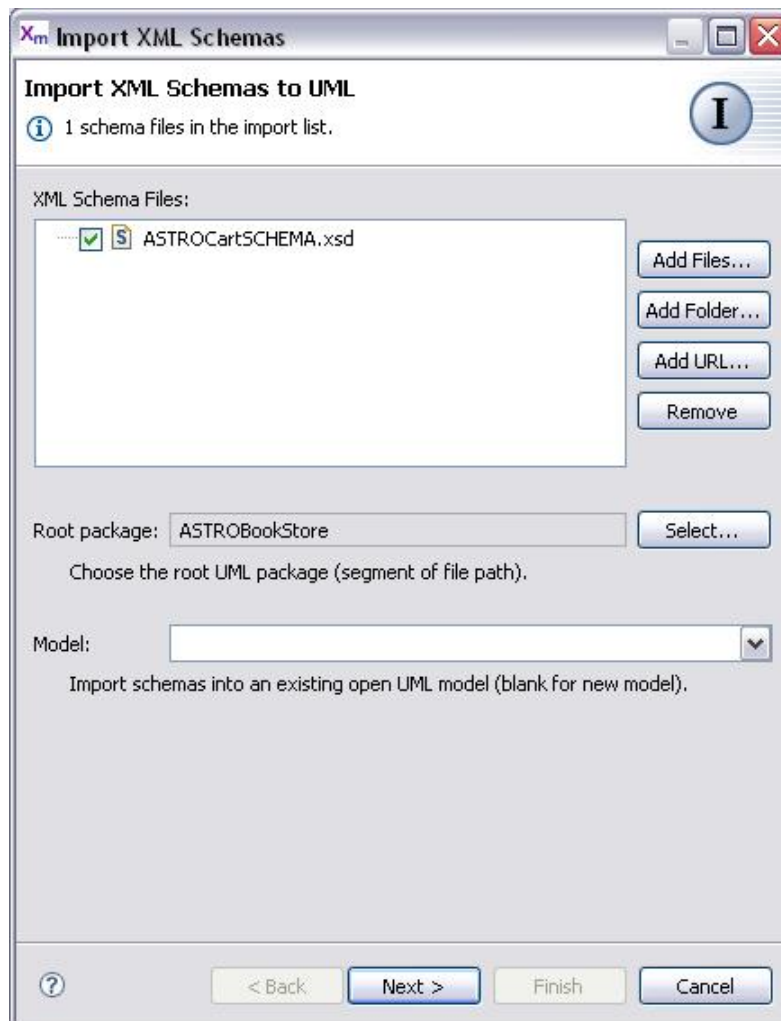 Xm Import XML Schemas
Import XML Schemas to UML
i 1 schema files in the import list.
I
XML Schema Files:
S ASTROCartSCHEMA.xsd
Add Files...
Add Folder...
Add URL...
Remove
Root package: ASTROBookStore Select...
Choose the root UML package (segment of file path).
Model:
Import schemas into an existing open UML model (blank for new model).
? < Back Next > Finish Cancel